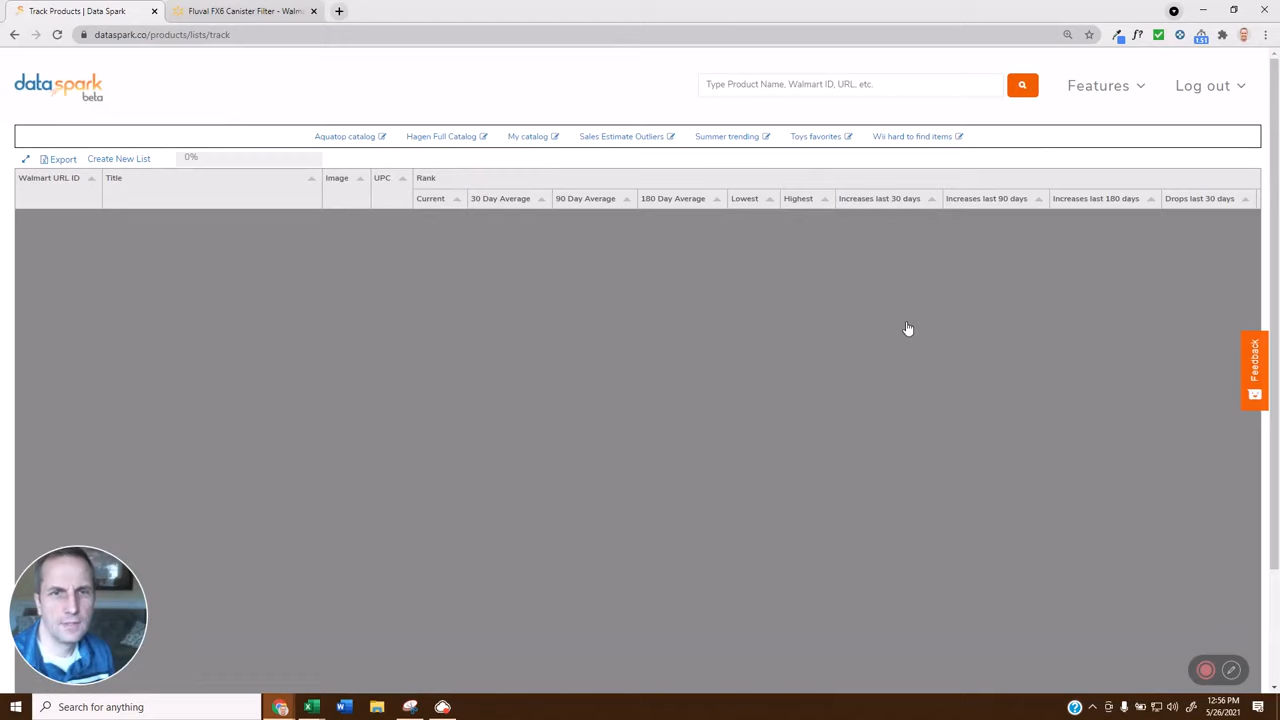 Track Products | Data Spark
Fluval FX6 Canister Filter - Walm
dataspark.co/products/lists/track
1.51
data spark
beta
Type Product Name, Walmart ID, URL, etc.
Features
Log out
Aquatop catalog
Hagen Full Catalog
My catalog
Sales Estimate Outliers
Summer trending
Toys favorites
Wii hard to find items
Export
Create New List
0%
Walmart URL ID
Title
Image
UPC
Rank
Current
30 Day Average
90 Day Average
180 Day Average
Lowest
Highest
Increases last 30 days
Increases last 90 days
Increases last 180 days
Drops last 30 days
Feedback
Search for anything
12:56 PM
5/26/2021